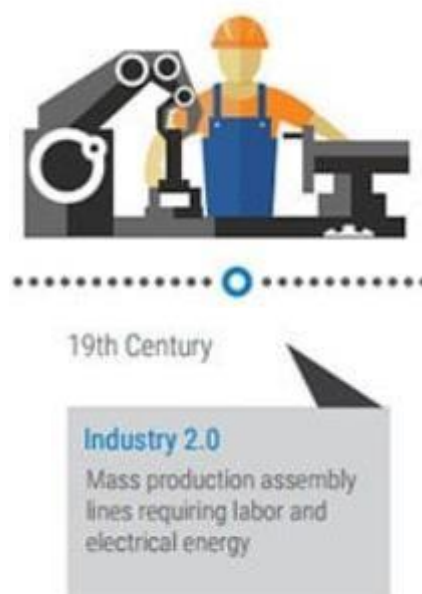 19th Century
Industry 2.0
Mass production assembly
lines requiring labor and
electrical energy